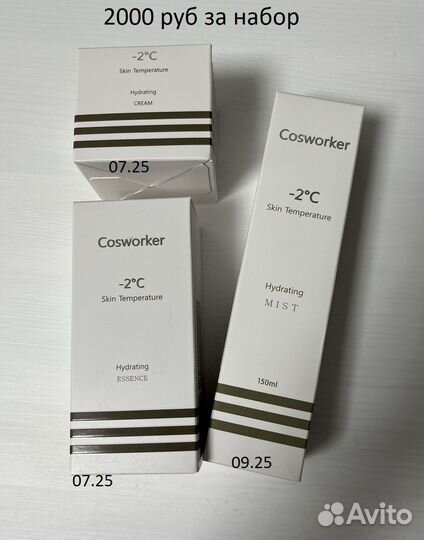 2000 руб за набор
-2°C
Skin Temperature
Hydrating
CREAM
07.25
Cosworker
-2°C
Skin Temperature
Hydrating
ESSENCE
07.25
Cosworker
-2°C
Skin Temperature
Hydrating
MIST
150ml
09.25
Avito